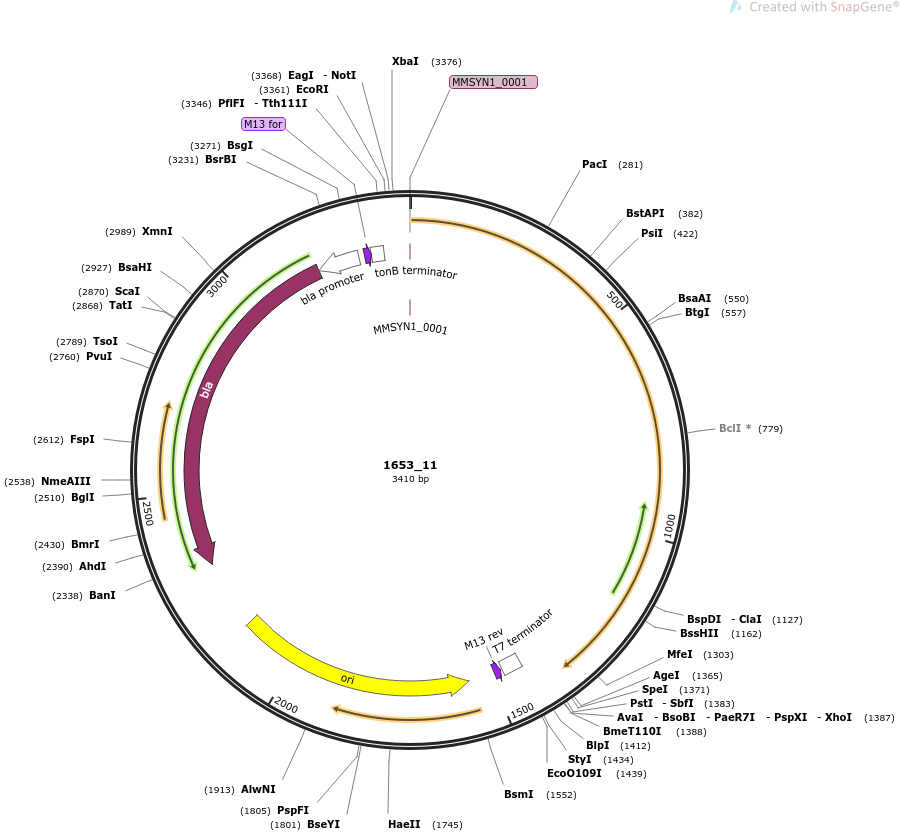 Created with SnapGene®
XbaI (3376)
MMSYN1_0001
(3368) EagI - NotI
(3361) EcoRI
(3346) PflFI - Tth111I
M13 for
(3271) BsgI
(3231) BsrBI
PacI (281)
BstAPI (382)
PsiI (422)
(2989) XmnI
(2927) BsaHI
(2870) ScaI
(2868) TatI
3000
bla promoter
tonB terminator
500
BsaAI (550)
BtgI (557)
MMSYN1_0001
(2789) TsoI
(2760) PvuI
bla
BclI * (779)
(2612) FspI
1653_11
3410 bp
(2538) NmeAIII
(2510) BglI
2500
1000
(2430) BmrI
(2390) AhdI
(2338) BanI
BspDI - ClaI (1127)
BssHII (1162)
M13 rev
T7 terminator
MfeI (1303)
AgeI (1365)
SpeI (1371)
PstI - SbfI (1383)
AvaI - BsoBI - PaeR7I - PspXI - XhoI (1387)
BmeT110I (1388)
ori
2000
1500
BlpI (1412)
StyI (1434)
EcoO109I (1439)
BsmI (1552)
(1913) AlwNI
(1805) PspFI
(1801) BseYI
HaeII (1745)